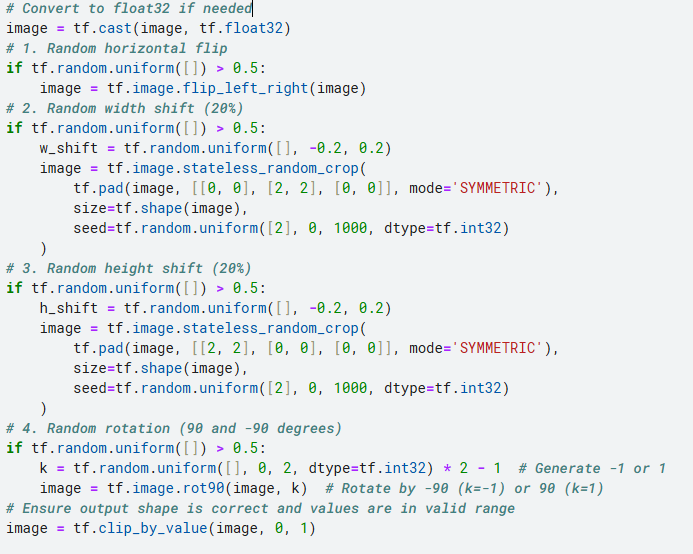 # Convert to float32 if needed
image = tf.cast(image, tf.float32)
# 1. Random horizontal flip
if tf.random.uniform([]) > 0.5:
    image = tf.image.flip_left_right(image)
# 2. Random width shift (20%)
if tf.random.uniform([]) > 0.5:
    w_shift = tf.random.uniform([], -0.2, 0.2)
    image = tf.image.stateless_random_crop(
        tf.pad(image, [[0, 0], [2, 2], [0, 0]], mode='SYMMETRIC'),
        size=tf.shape(image),
        seed=tf.random.uniform([2], 0, 1000, dtype=tf.int32)
    )
# 3. Random height shift (20%)
if tf.random.uniform([]) > 0.5:
    h_shift = tf.random.uniform([], -0.2, 0.2)
    image = tf.image.stateless_random_crop(
        tf.pad(image, [[2, 2], [0, 0], [0, 0]], mode='SYMMETRIC'),
        size=tf.shape(image),
        seed=tf.random.uniform([2], 0, 1000, dtype=tf.int32)
    )
# 4. Random rotation (90 and -90 degrees)
if tf.random.uniform([]) > 0.5:
    k = tf.random.uniform([], 0, 2, dtype=tf.int32) * 2 - 1  # Generate -1 or 1
    image = tf.image.rot90(image, k)  # Rotate by -90 (k=-1) or 90 (k=1)
# Ensure output shape is correct and values are in valid range
image = tf.clip_by_value(image, 0, 1)